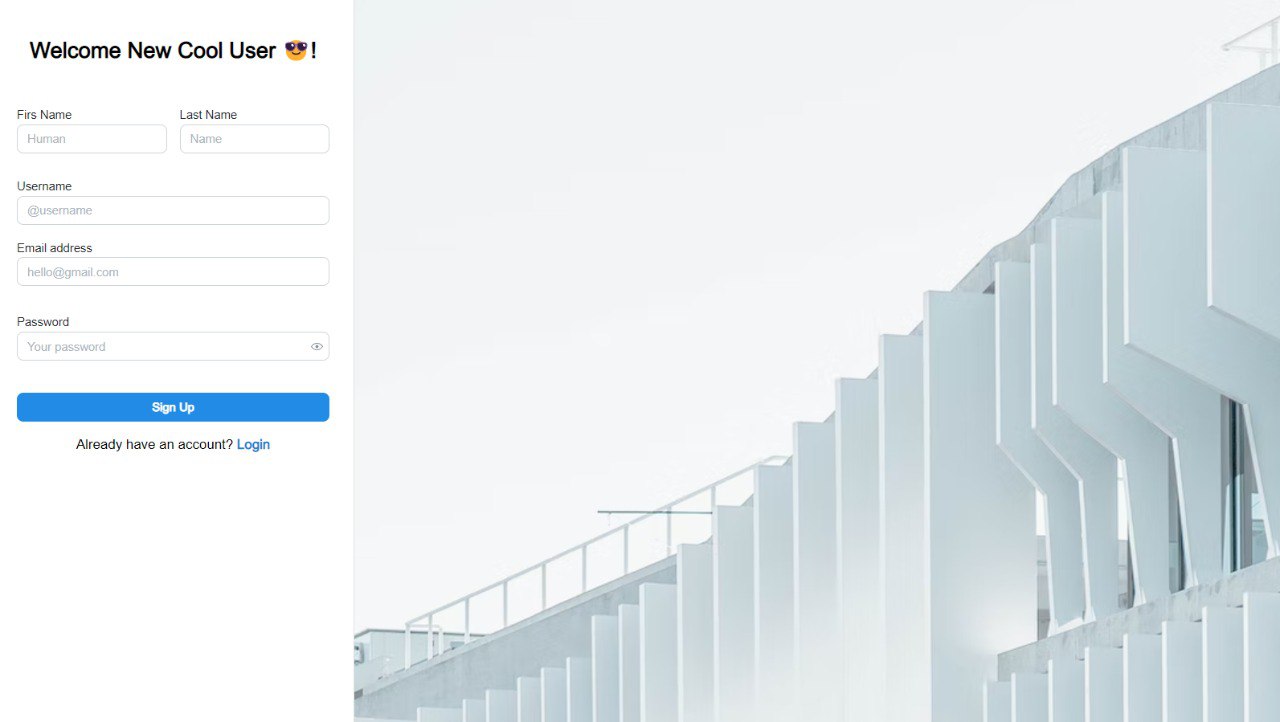 Welcome New Cool User 😎!
Firs Name Last Name
Human Name
Username
@username
Email address
hello@gmail.com
Password
Your password
Sign Up
Already have an account? Login